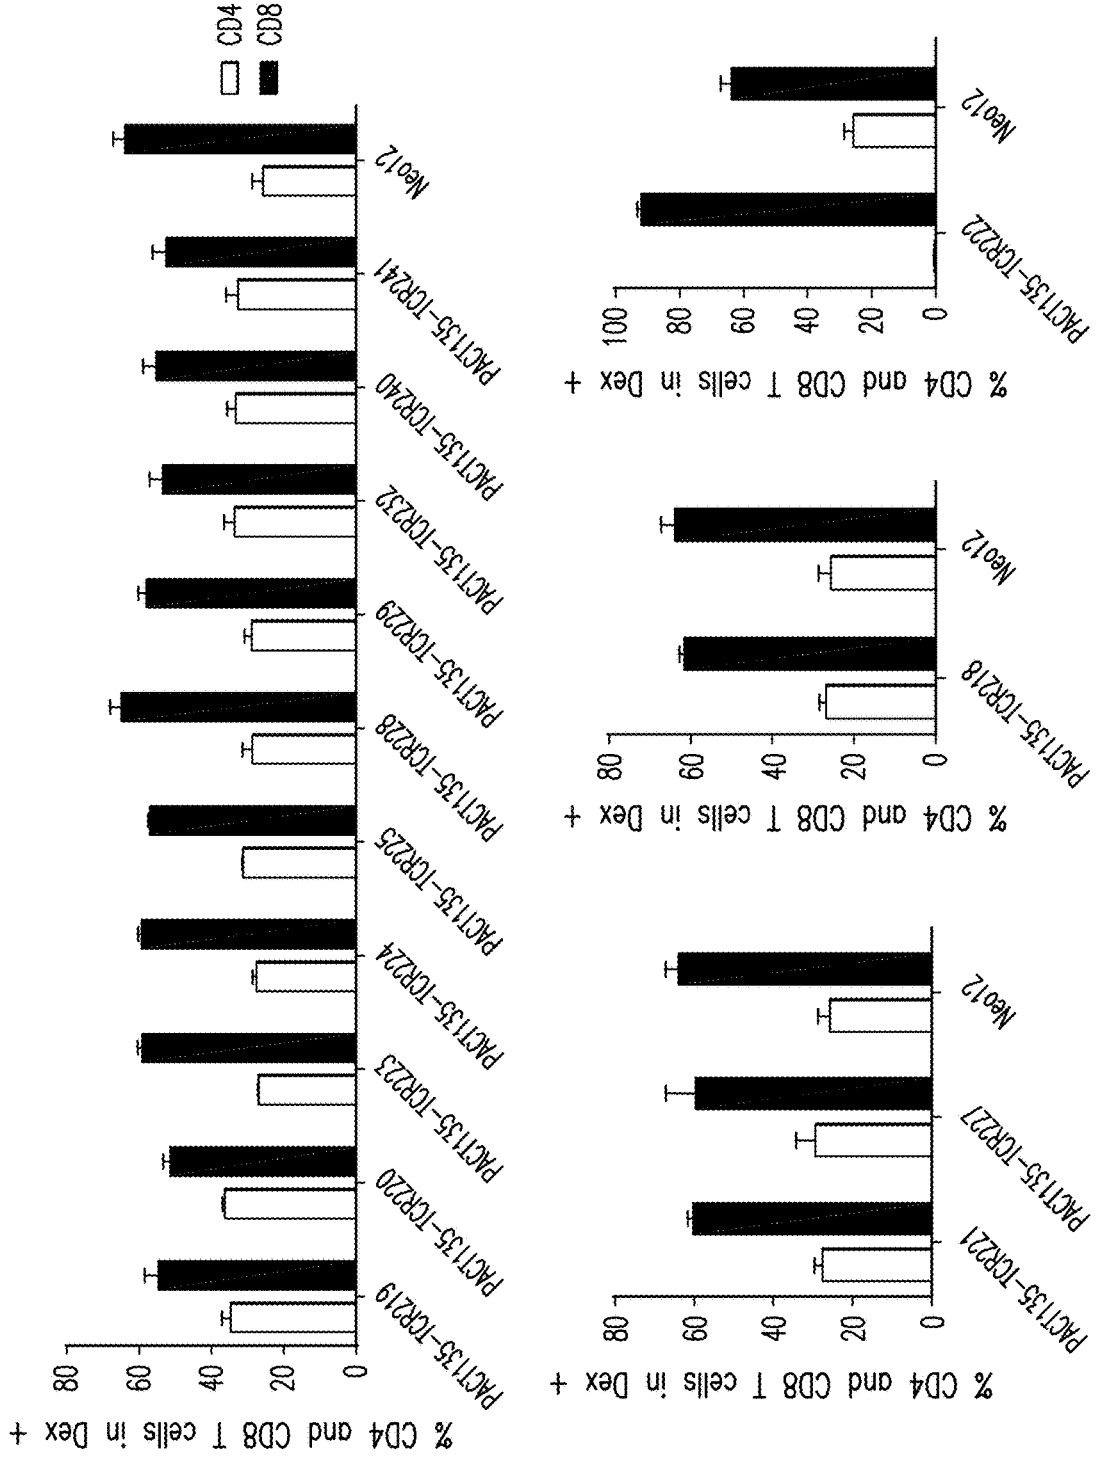 CD4
CD8
% CD4 and CD8 T cells in Dex +
80
60
40
20
0
PACT135-TCR219
PACT135-TCR220
PACT135-TCR223
PACT135-TCR224
PACT135-TCR225
PACT135-TCR228
PACT135-TCR229
PACT135-TCR232
PACT135-TCR240
PACT135-TCR241
Neo12
% CD4 and CD8 T cells in Dex +
80
60
40
20
0
PACT135-TCR221
PACT135-TCR227
Neo12
% CD4 and CD8 T cells in Dex +
80
60
40
20
0
PACT135-TCR218
Neo12
% CD4 and CD8 T cells in Dex +
100
80
60
40
20
0
PACT135-TCR222
Neo12